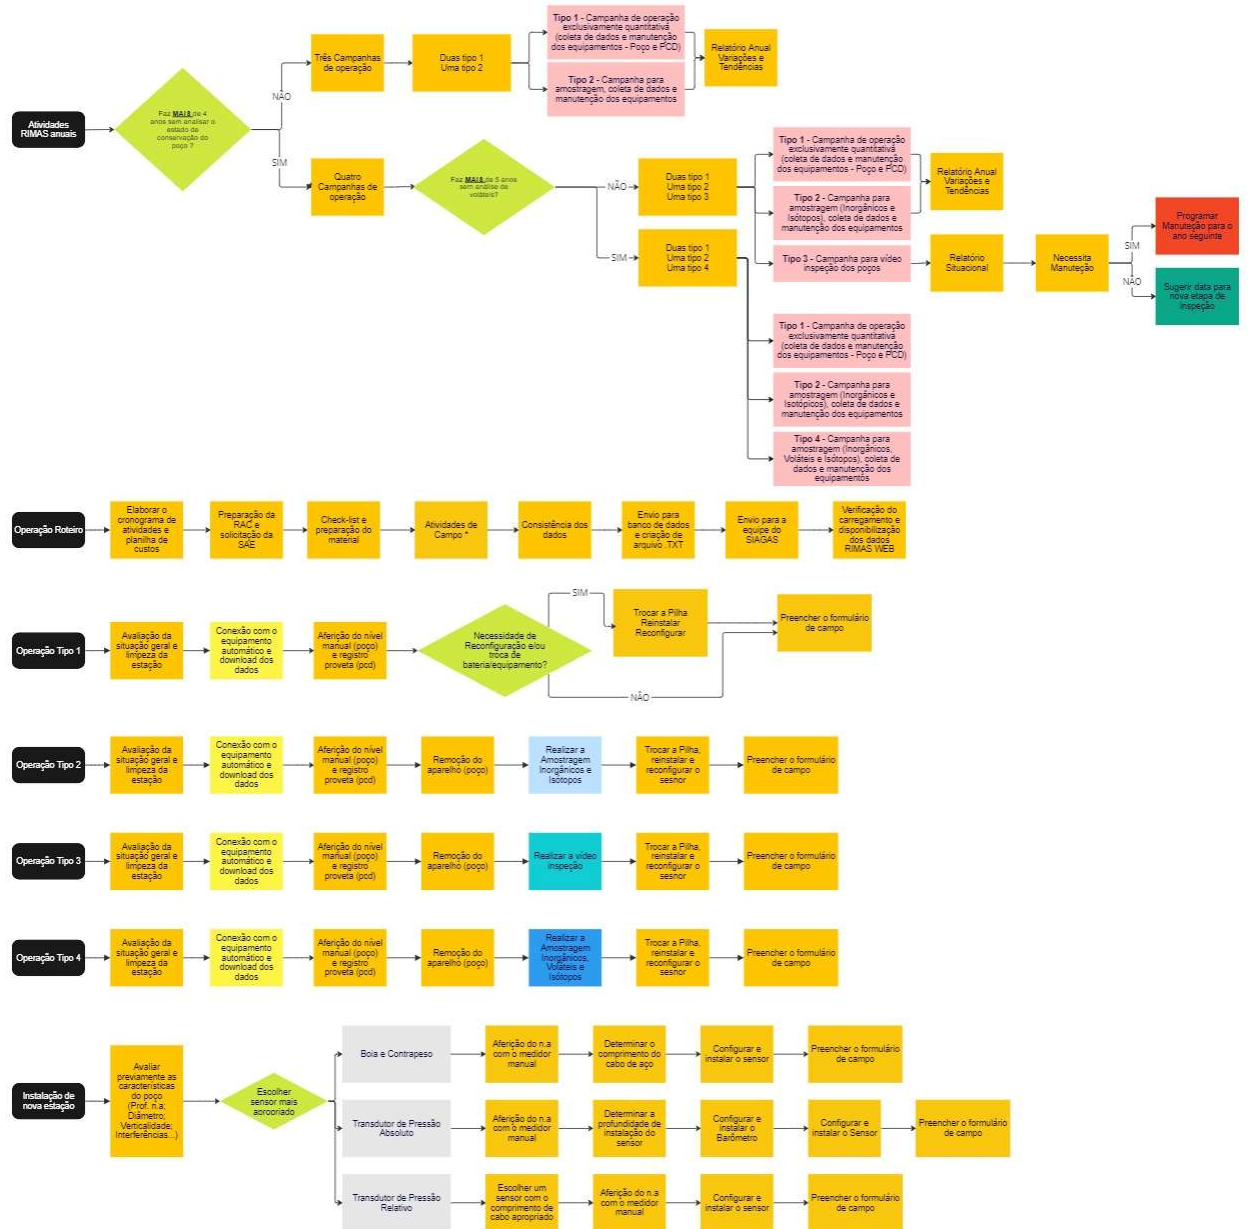 Atividades
RIMAS anuais
Faz MAIS de 4
anos sem analisar o
estado de
conservação do
poço ?
NÃO
SIM
Três Campanhas
de operação
Duas tipo 1
Uma tipo 2
Tipo 1 - Campanha de operação
exclusivamente quantitativa
(coleta de dados e manutenção
dos equipamentos - Poço e PCD)
Tipo 2 - Campanha para
amostragem, coleta de dados e
manutenção dos equipamentos
Relatório Anual
Variações e
Tendências
Quatro
Campanhas de
operação
Faz MAIS de 5 anos
sem análise de
voláteis?
NÃO
SIM
Duas tipo 1
Uma tipo 2
Uma tipo 3
Duas tipo 1
Uma tipo 2
Uma tipo 4
Tipo 1 - Campanha de operação
exclusivamente quantitativa
(coleta de dados e manutenção
dos equipamentos - Poço e PCD)
Tipo 2 - Campanha para
amostragem (Inorgânicos e
Isótopos), coleta de dados e
manutenção dos equipamentos
Tipo 3 - Campanha para vídeo
inspeção dos poços
Relatório Anual
Variações e
Tendências
Relatório
Situacional
Necessita
Manutenção
SIM
NÃO
Programar
Manuteção para o
ano seguinte
Sugerir data para
nova etapa de
Inspeção
Tipo 1 - Campanha de operação
exclusivamente quantitativa
(coleta de dados e manutenção
dos equipamentos - Poço e PCD)
Tipo 2 - Campanha para
amostragem (Inorgânicos e
Isotópicos), coleta de dados e
manutenção dos equipamentos
Tipo 4 - Campanha para
amostragem (Inorgânicos,
Voláteis e Isótopos), coleta de
dados e manutenção dos
equipamentos
Operação Roteiro
Elaborar o
cronograma de
atividades e
planilha de
custos
Preparação da
RAC e
solicitação da
SAE
Check-list e
preparação do
material
Atividades de
Campo *
Consistência dos
dados
Envio para
banco de dados
e criação de
arquivo .TXT
Envio para a
equipe do
SIAGAS
Verificação do
carregamento e
disponibilização
dos dados
RIMAS WEB
Operação Tipo 1
Avaliação da
situação geral e
limpeza da
estação
Conexão com o
equipamento
automático e
download dos
dados
Aferição do nível
manual (poço)
e registro
proveta (pcd)
Necessidade de
Reconfiguração e/ou
troca de
bateria/equipamento?
SIM
NÃO
Trocar a Pilha
Reinstalar
Reconfigurar
Preencher o formulário
de campo
Operação Tipo 2
Avaliação da
situação geral e
limpeza da
estação
Conexão com o
equipamento
automático e
download dos
dados
Aferição do nível
manual (poço)
e registro
proveta (pcd)
Remoção do
aparelho (poço)
Realizar a
Amostragem
Inorgânicos e
Isótopos
Trocar a Pilha,
reinstalar e
reconfigurar o
sesnor
Preencher o formulário
de campo
Operação Tipo 3
Avaliação da
situação geral e
limpeza da
estação
Conexão com o
equipamento
automático e
download dos
dados
Aferição do nível
manual (poço)
e registro
proveta (pcd)
Remoção do
aparelho (poço)
Realizar a vídeo
inspeção
Trocar a Pilha,
reinstalar e
reconfigurar o
sesnor
Preencher o formulário
de campo
Operação Tipo 4
Avaliação da
situação geral e
limpeza da
estação
Conexão com o
equipamento
automático e
download dos
dados
Aferição do nível
manual (poço)
e registro
proveta (pcd)
Remoção do
aparelho (poço)
Realizar a
Amostragem
Inorgânicos,
Voláteis e
Isótopos
Trocar a Pilha,
reinstalar e
reconfigurar o
sesnor
Preencher o formulário
de campo
Instalação de
nova estação
Avaliar
previamente as
características
do poço
(Prof. n.a;
Diâmetro;
Verticalidade;
Interferências...)
Escolher
sensor mais
apropriado
Boia e Contrapeso
Aferição do n.a
com o medidor
manual
Determinar o
comprimento do
cabo de aço
Configurar e
instalar o sensor
Preencher o formulário
de campo
Transdutor de Pressão
Absoluto
Aferição do n.a
com o medidor
manual
Determinar a
profundidade de
instalação do
sensor
Configurar e
instalar o
Barômetro
Configurar e
instalar o Sensor
Preencher o formulário
de campo
Transdutor de Pressão
Relativo
Escolher um
sensor com o
comprimento de
cabo apropriado
Aferição do n.a
com o medidor
manual
Configurar e
instalar o sensor
Preencher o formulário
de campo